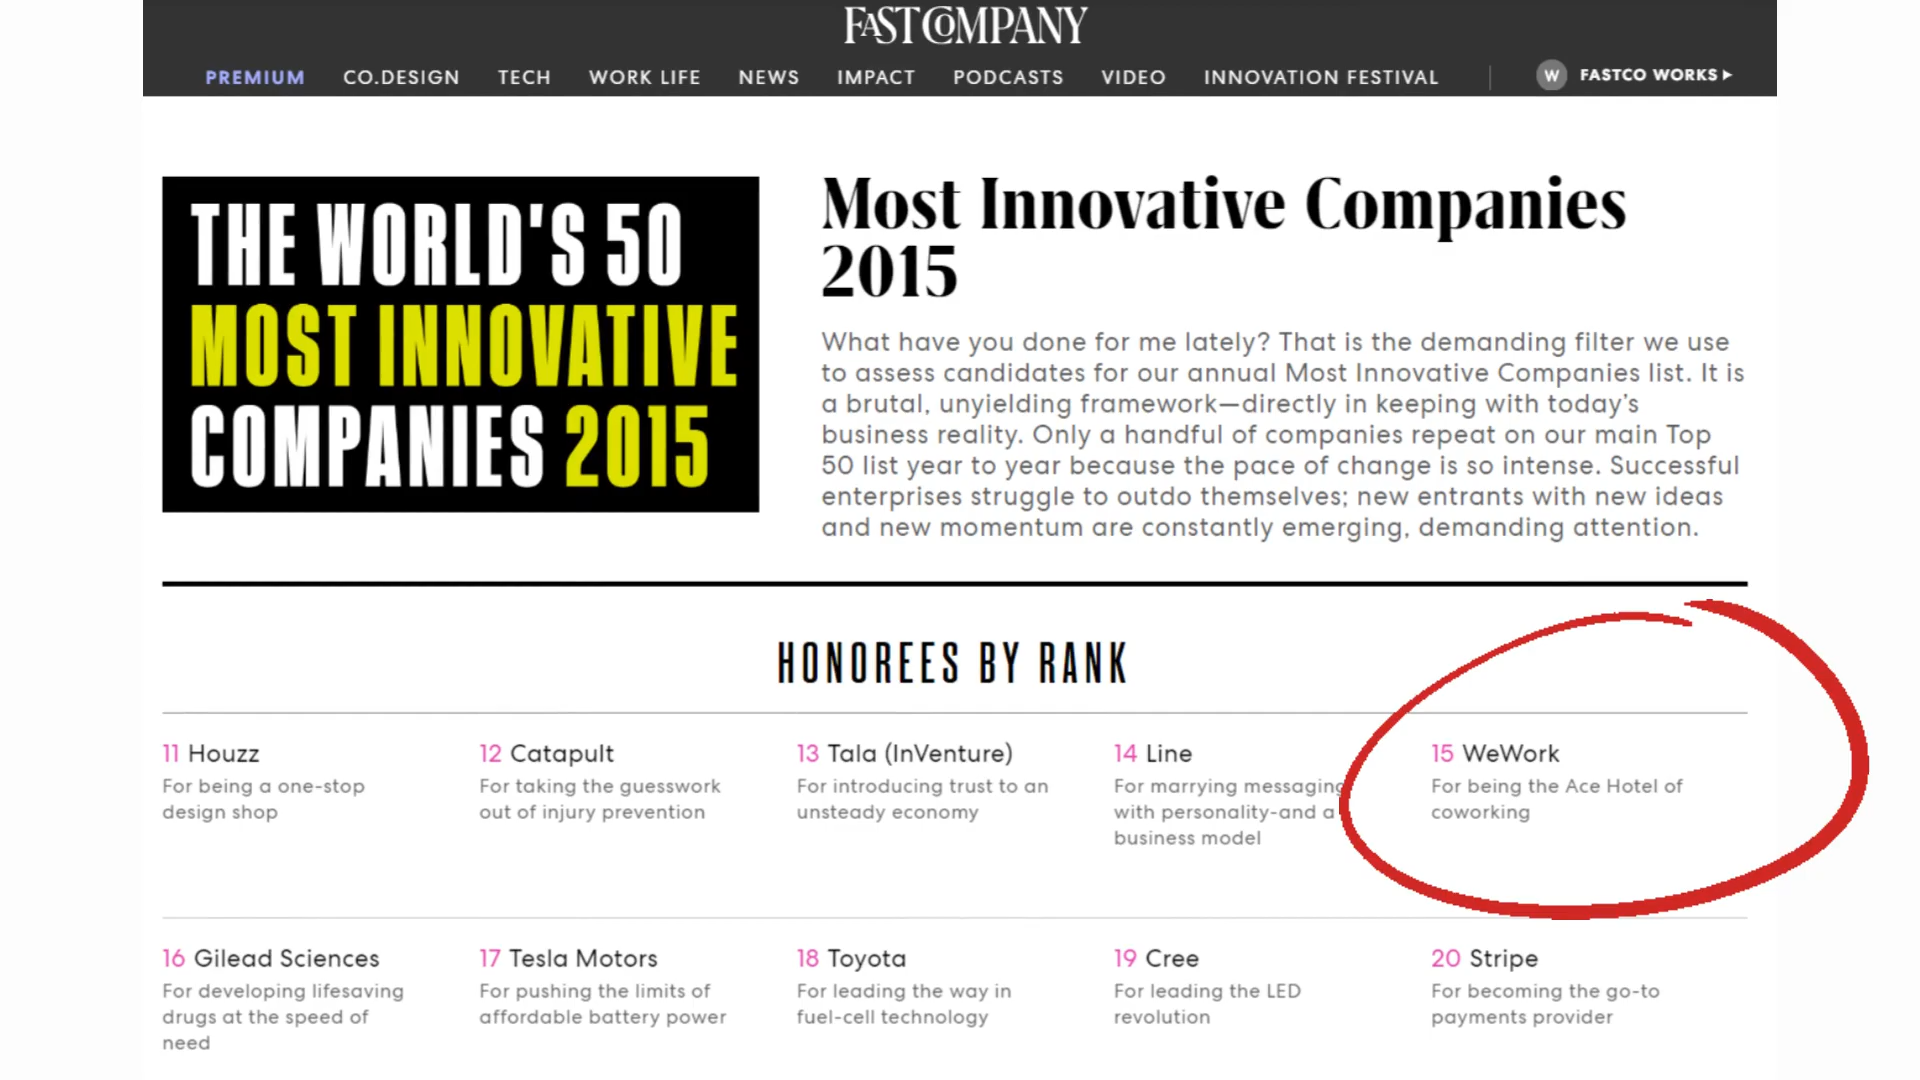 FAST COMPANY
PREMIUM CO.DESIGN TECH WORK LIFE NEWS IMPACT PODCASTS VIDEO INNOVATION FESTIVAL W FASTCO WORKS
THE WORLD'S 50
MOST INNOVATIVE
COMPANIES 2015
Most Innovative Companies
2015
What have you done for me lately? That is the demanding filter we use
to assess candidates for our annual Most Innovative Companies list. It is
a brutal, unyielding framework—directly in keeping with today’s
business reality. Only a handful of companies repeat on our main Top
50 list year to year because the pace of change is so intense. Successful
enterprises struggle to outdo themselves; new entrants with new ideas
and new momentum are constantly emerging, demanding attention.
HONOREES BY RANK
11 Houzz
For being a one-stop
design shop
12 Catapult
For taking the guesswork
out of injury prevention
13 Tala (InVenture)
For introducing trust to an
unsteady economy
14 Line
For marrying messaging
with personality-and a
business model
15 WeWork
For being the Ace Hotel of
coworking
16 Gilead Sciences
For developing lifesaving
drugs at the speed of
need
17 Tesla Motors
For pushing the limits of
affordable battery power
18 Toyota
For leading the way in
fuel-cell technology
19 Cree
For leading the LED
revolution
20 Stripe
For becoming the go-to
payments provider